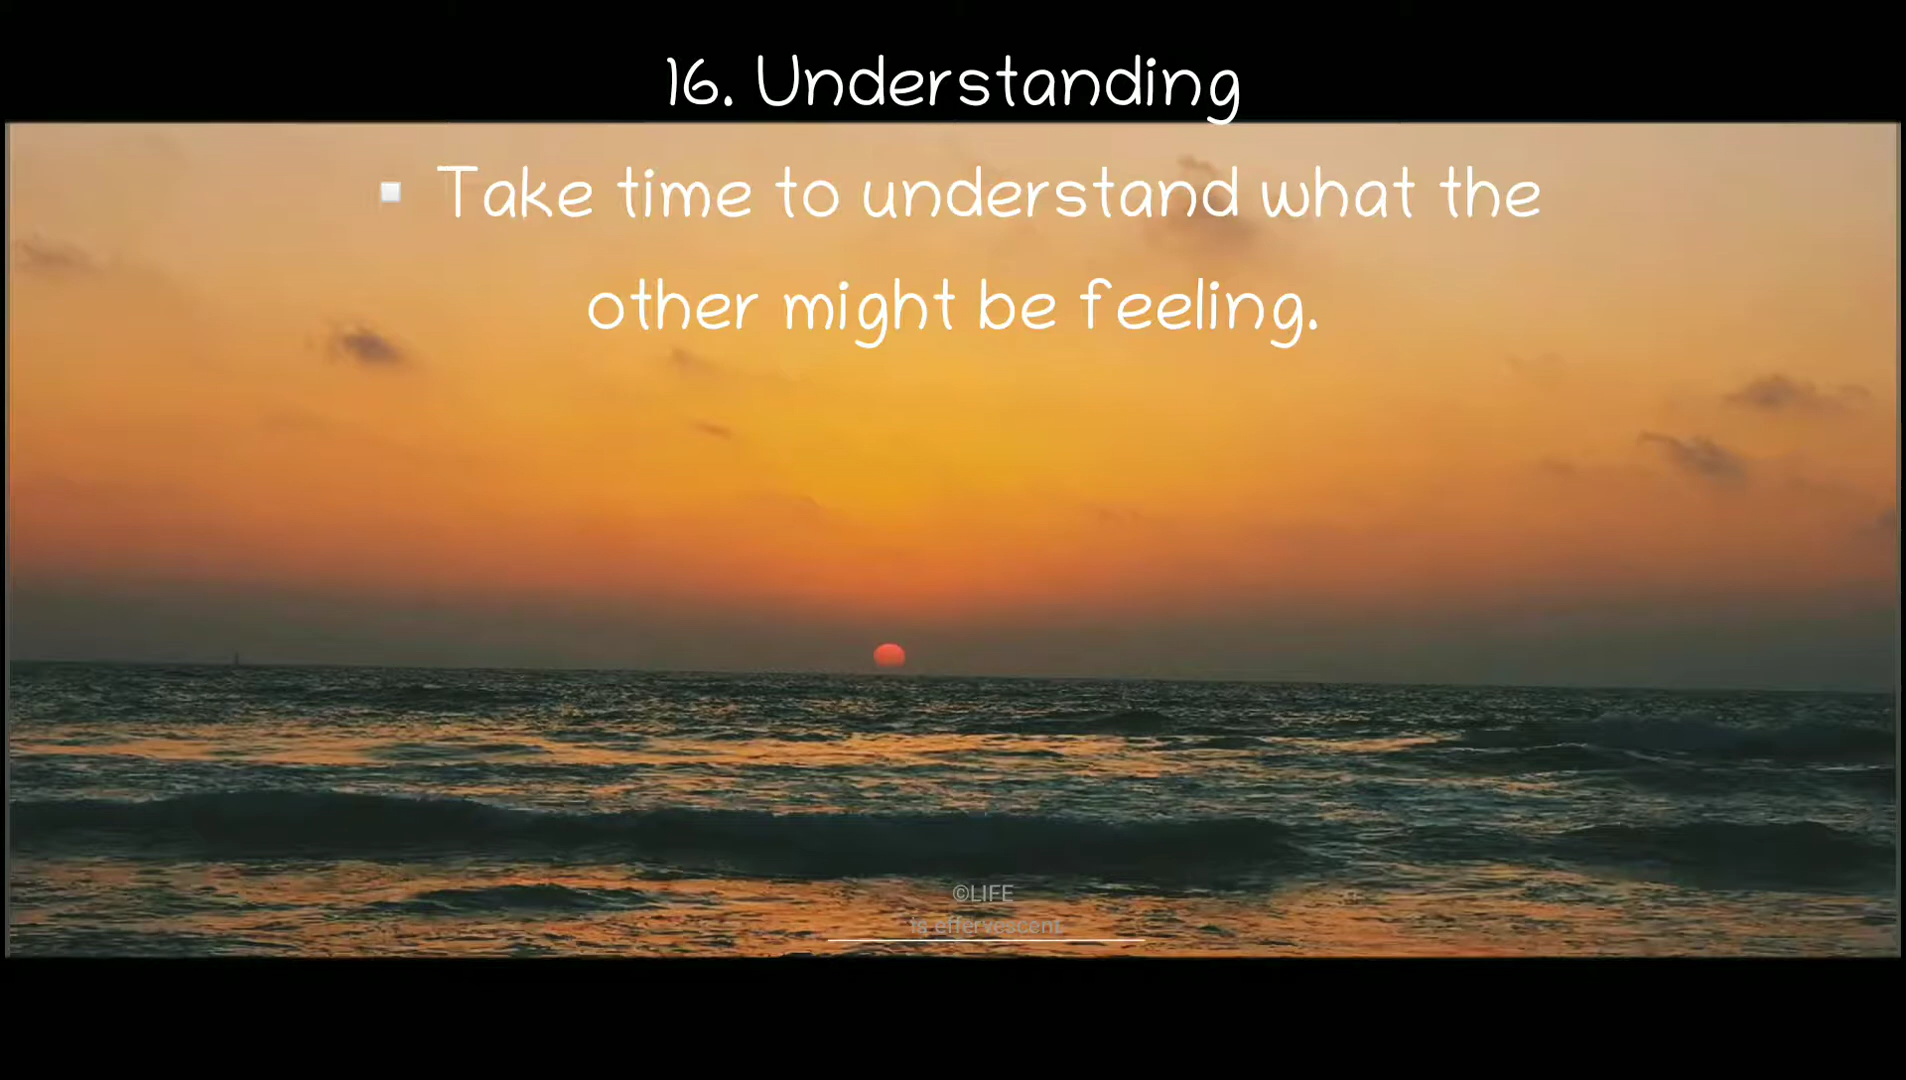 16. Understanding
▫️ Take time to understand what the
other might be feeling.
©LIFE
is effervescent